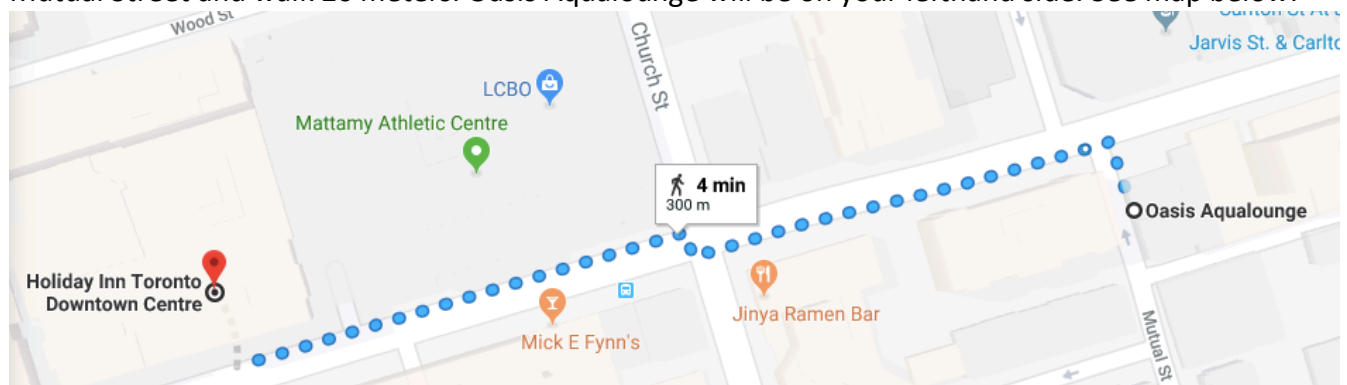 Mutual Street and walk 20 meters. Oasis Aqualounge will be on your lefthand side. See map below.
Wood St
Church St
Jarvis St. & Carlto
LCBO
Mattamy Athletic Centre
4 min
300 m
Oasis Aqualounge
Holiday Inn Toronto
Downtown Centre
Jinya Ramen Bar
Mick E Fynn's
Mutual St